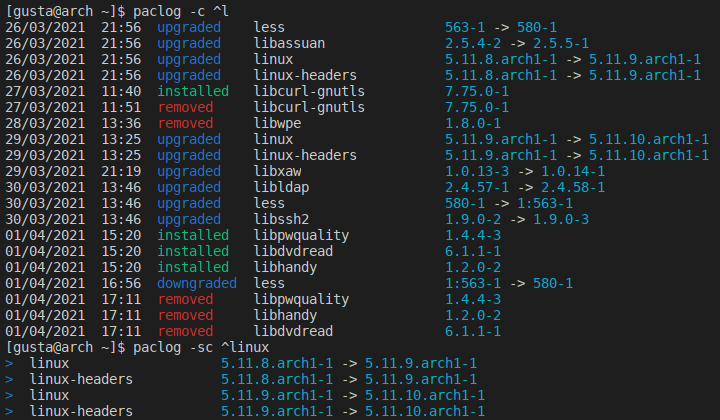 [gusta@arch ~]$ paclog -c ^l
26/03/2021  21:56  upgraded    less                    563-1 -> 580-1
26/03/2021  21:56  upgraded    libassuan               2.5.4-2 -> 2.5.5-1
26/03/2021  21:56  upgraded    linux                   5.11.8.arch1-1 -> 5.11.9.arch1-1
26/03/2021  21:56  upgraded    linux-headers           5.11.8.arch1-1 -> 5.11.9.arch1-1
27/03/2021  11:40  installed   libcurl-gnutls          7.75.0-1
27/03/2021  11:51  removed     libcurl-gnutls          7.75.0-1
28/03/2021  13:36  removed     libwpe                  1.8.0-1
29/03/2021  13:25  upgraded    linux                   5.11.9.arch1-1 -> 5.11.10.arch1-1
29/03/2021  13:25  upgraded    linux-headers           5.11.9.arch1-1 -> 5.11.10.arch1-1
29/03/2021  21:19  upgraded    libxaw                  1.0.13-3 -> 1.0.14-1
30/03/2021  13:46  upgraded    libldap                 2.4.57-1 -> 2.4.58-1
30/03/2021  13:46  upgraded    less                    580-1 -> 1:563-1
30/03/2021  13:46  upgraded    libssh2                 1.9.0-2 -> 1.9.0-3
01/04/2021  15:20  installed   libpwquality            1.4.4-3
01/04/2021  15:20  installed   libdvdread              6.1.1-1
01/04/2021  15:20  installed   libhandy                1.2.0-2
01/04/2021  16:56  downgraded  less                    1:563-1 -> 580-1
01/04/2021  17:11  removed     libpwquality            1.4.4-3
01/04/2021  17:11  removed     libhandy                1.2.0-2
01/04/2021  17:11  removed     libdvdread              6.1.1-1
[gusta@arch ~]$ paclog -sc ^linux
>  linux                   5.11.8.arch1-1 -> 5.11.9.arch1-1
>  linux-headers           5.11.8.arch1-1 -> 5.11.9.arch1-1
>  linux                   5.11.9.arch1-1 -> 5.11.10.arch1-1
>  linux-headers           5.11.9.arch1-1 -> 5.11.10.arch1-1